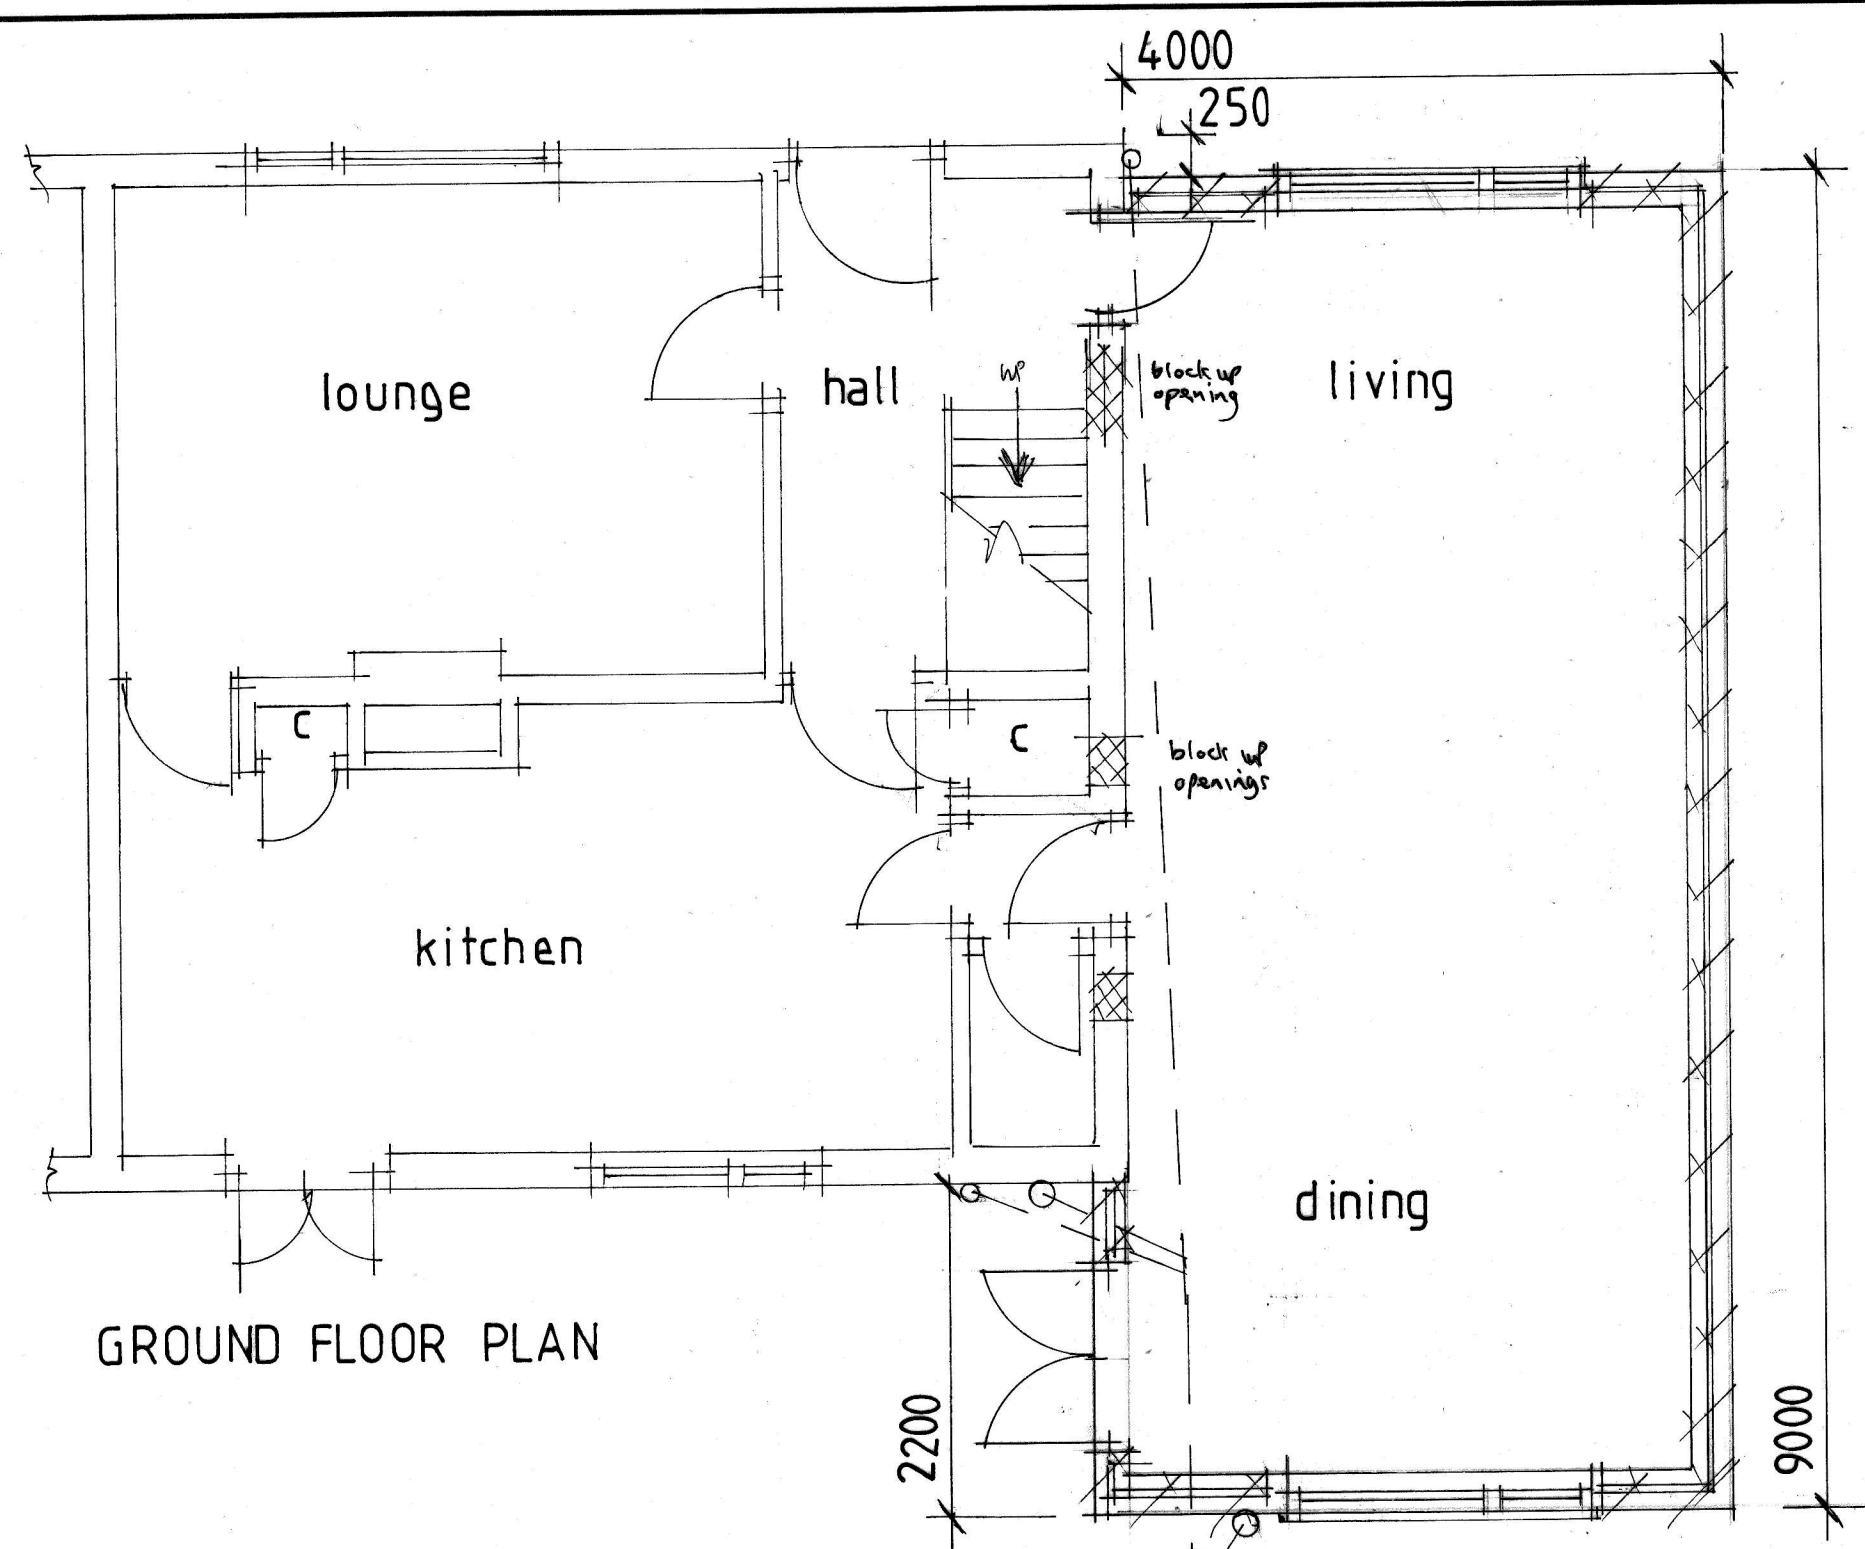 4000
250
lounge
hall
up
block up
opening
living
C
C
block up
openings
kitchen
dining
GROUND FLOOR PLAN
2200
9000